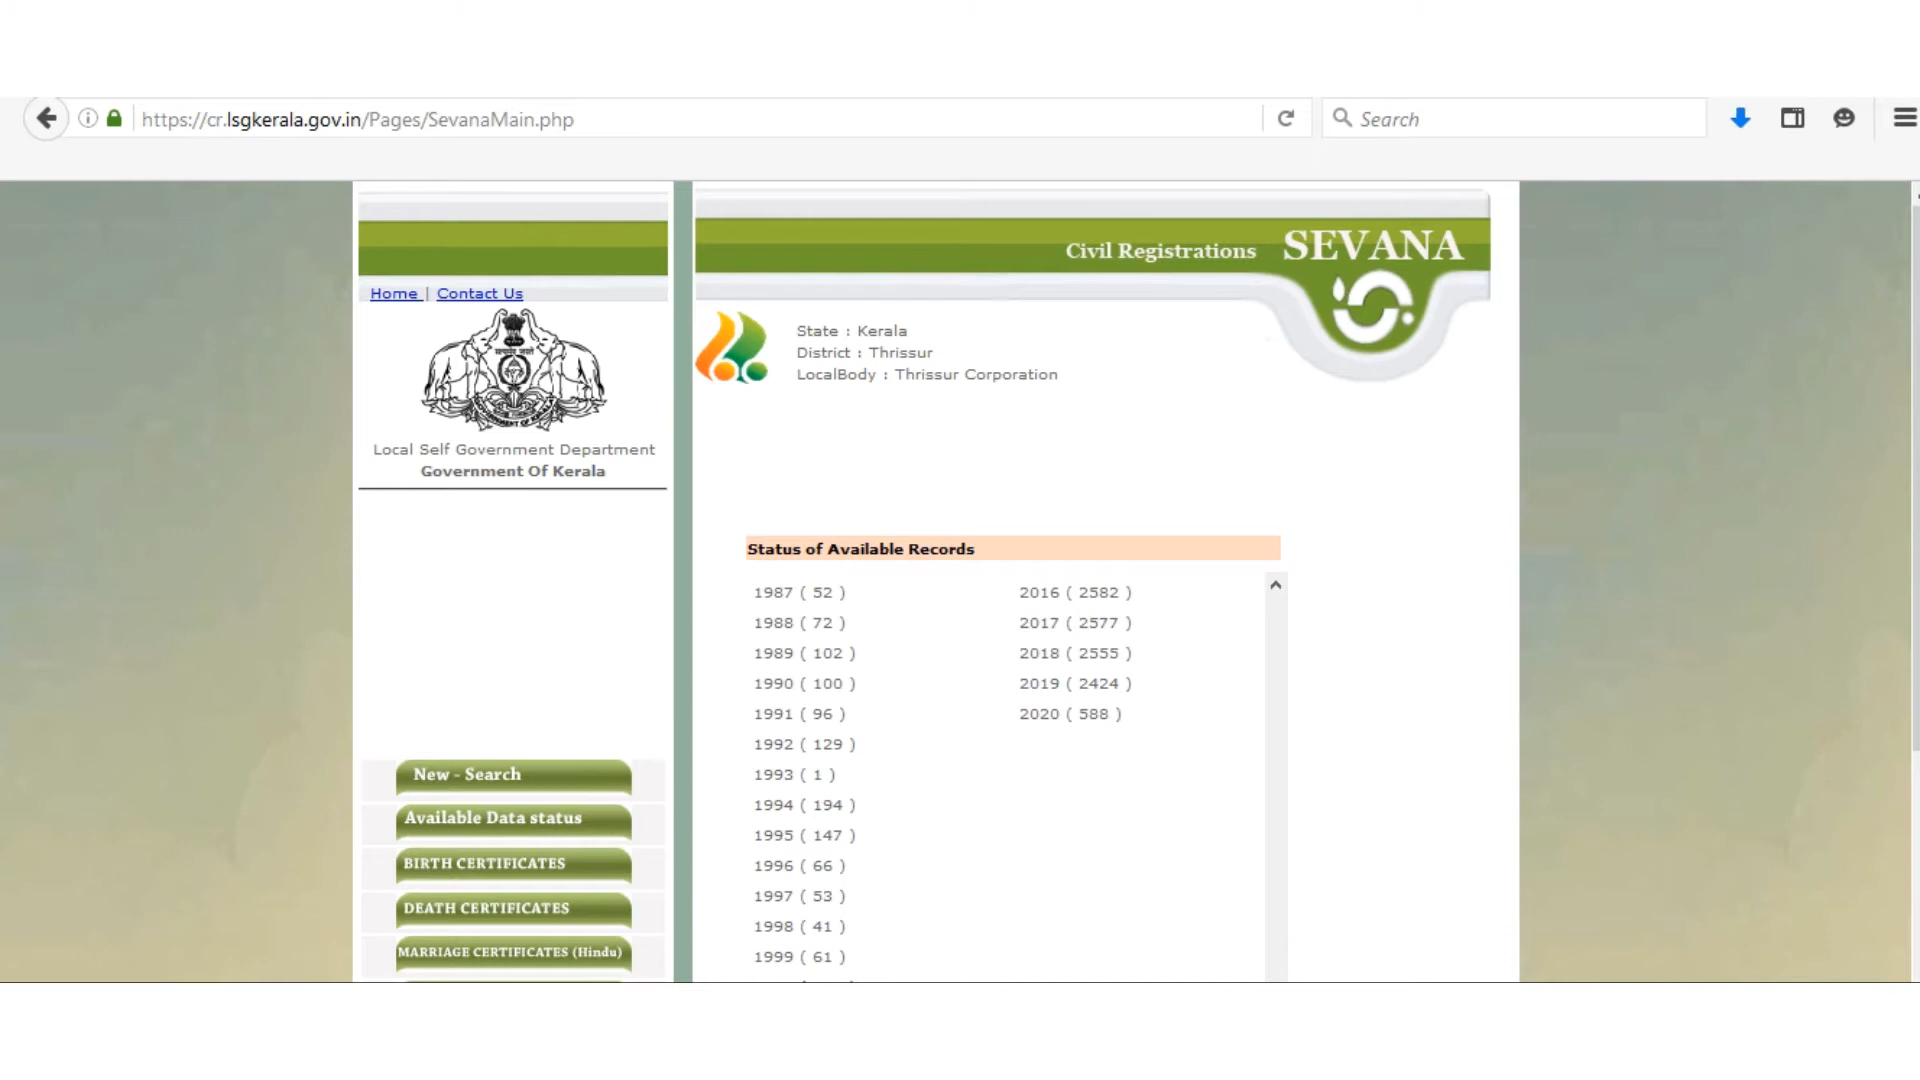 https://cr.lsgkerala.gov.in/Pages/SevanaMain.php
Search
Home | Contact Us
Local Self Government Department
Government Of Kerala
New - Search
Available Data status
BIRTH CERTIFICATES
DEATH CERTIFICATES
MARRIAGE CERTIFICATES (Hindu)
Civil Registrations
SEVANA
State : Kerala
District : Thrissur
LocalBody : Thrissur Corporation
Status of Available Records
1987 ( 52 )
1988 ( 72 )
1989 ( 102 )
1990 ( 100 )
1991 ( 96 )
1992 ( 129 )
1993 ( 1 )
1994 ( 194 )
1995 ( 147 )
1996 ( 66 )
1997 ( 53 )
1998 ( 41 )
1999 ( 61 )
2016 ( 2582 )
2017 ( 2577 )
2018 ( 2555 )
2019 ( 2424 )
2020 ( 588 )